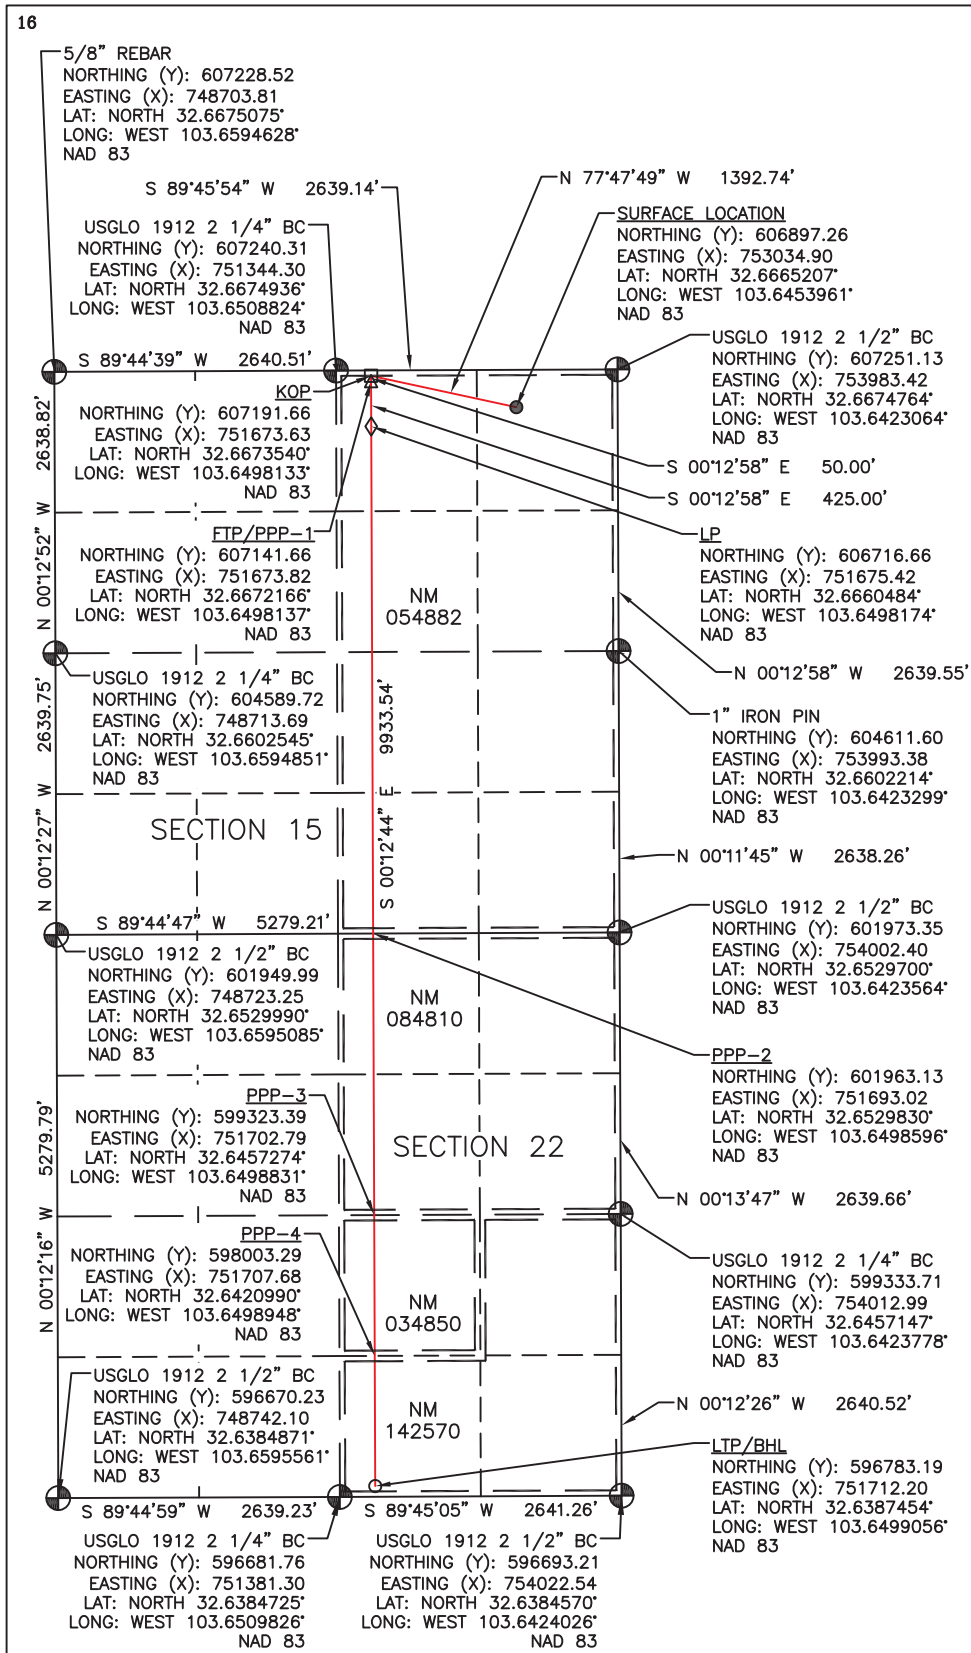 16
5/8" REBAR
NORTHING (Y): 607228.52
EASTING (X): 748703.81
LAT: NORTH 32.6675075°
LONG: WEST 103.6594628°
NAD 83
S 89°45'54" W 2639.14'
N 77°47'49" W 1392.74'
USGLO 1912 2 1/4" BC
NORTHING (Y): 607240.31
EASTING (X): 751344.30
LAT: NORTH 32.6674936°
LONG: WEST 103.6508824°
NAD 83
SURFACE LOCATION
NORTHING (Y): 606897.26
EASTING (X): 753034.90
LAT: NORTH 32.6665207°
LONG: WEST 103.6453961°
NAD 83
S 89°44'39" W 2640.51'
USGLO 1912 2 1/2" BC
NORTHING (Y): 607251.13
EASTING (X): 753983.42
LAT: NORTH 32.6674764°
LONG: WEST 103.6423064°
NAD 83
KOP
NORTHING (Y): 607191.66
EASTING (X): 751673.63
LAT: NORTH 32.6673540°
LONG: WEST 103.6498133°
NAD 83
S 00°12'58" E 50.00'
S 00°12'58" E 425.00'
N 00°12'52" W 2638.82'
FTP/PPP-1
NORTHING (Y): 607141.66
EASTING (X): 751673.82
LAT: NORTH 32.6672166°
LONG: WEST 103.6498137°
NAD 83
LP
NORTHING (Y): 606716.66
EASTING (X): 751675.42
LAT: NORTH 32.6660484°
LONG: WEST 103.6498174°
NAD 83
NM
054882
N 00°12'58" W 2639.55'
USGLO 1912 2 1/4" BC
NORTHING (Y): 604589.72
EASTING (X): 748713.69
LAT: NORTH 32.6602545°
LONG: WEST 103.6594851°
NAD 83
1" IRON PIN
NORTHING (Y): 604611.60
EASTING (X): 753993.38
LAT: NORTH 32.6602214°
LONG: WEST 103.6423299°
NAD 83
N 00°12'27" W 2639.75'
S 00°12'44" E 9933.54'
SECTION 15
N 00°11'45" W 2638.26'
S 89°44'47" W 5279.21'
USGLO 1912 2 1/2" BC
NORTHING (Y): 601949.99
EASTING (X): 748723.25
LAT: NORTH 32.6529990°
LONG: WEST 103.6595085°
NAD 83
USGLO 1912 2 1/2" BC
NORTHING (Y): 601973.35
EASTING (X): 754002.40
LAT: NORTH 32.6529700°
LONG: WEST 103.6423564°
NAD 83
NM
084810
PPP-2
NORTHING (Y): 601963.13
EASTING (X): 751693.02
LAT: NORTH 32.6529830°
LONG: WEST 103.6498596°
NAD 83
PPP-3
NORTHING (Y): 599323.39
EASTING (X): 751702.79
LAT: NORTH 32.6457274°
LONG: WEST 103.6498831°
NAD 83
SECTION 22
N 00°13'47" W 2639.66'
N 00°12'16" W 5279.79'
PPP-4
NORTHING (Y): 598003.29
EASTING (X): 751707.68
LAT: NORTH 32.6420990°
LONG: WEST 103.6498948°
NAD 83
USGLO 1912 2 1/4" BC
NORTHING (Y): 599333.71
EASTING (X): 754012.99
LAT: NORTH 32.6457147°
LONG: WEST 103.6423778°
NAD 83
NM
034850
USGLO 1912 2 1/2" BC
NORTHING (Y): 596670.23
EASTING (X): 748742.10
LAT: NORTH 32.6384871°
LONG: WEST 103.6595561°
NAD 83
NM
142570
N 00°12'26" W 2640.52'
LTP/BHL
NORTHING (Y): 596783.19
EASTING (X): 751712.20
LAT: NORTH 32.6387454°
LONG: WEST 103.6499056°
NAD 83
S 89°44'59" W 2639.23'
S 89°45'05" W 2641.26'
USGLO 1912 2 1/4" BC
NORTHING (Y): 596681.76
EASTING (X): 751381.30
LAT: NORTH 32.6384725°
LONG: WEST 103.6509826°
NAD 83
USGLO 1912 2 1/2" BC
NORTHING (Y): 596693.21
EASTING (X): 754022.54
LAT: NORTH 32.6384570°
LONG: WEST 103.6424026°
NAD 83